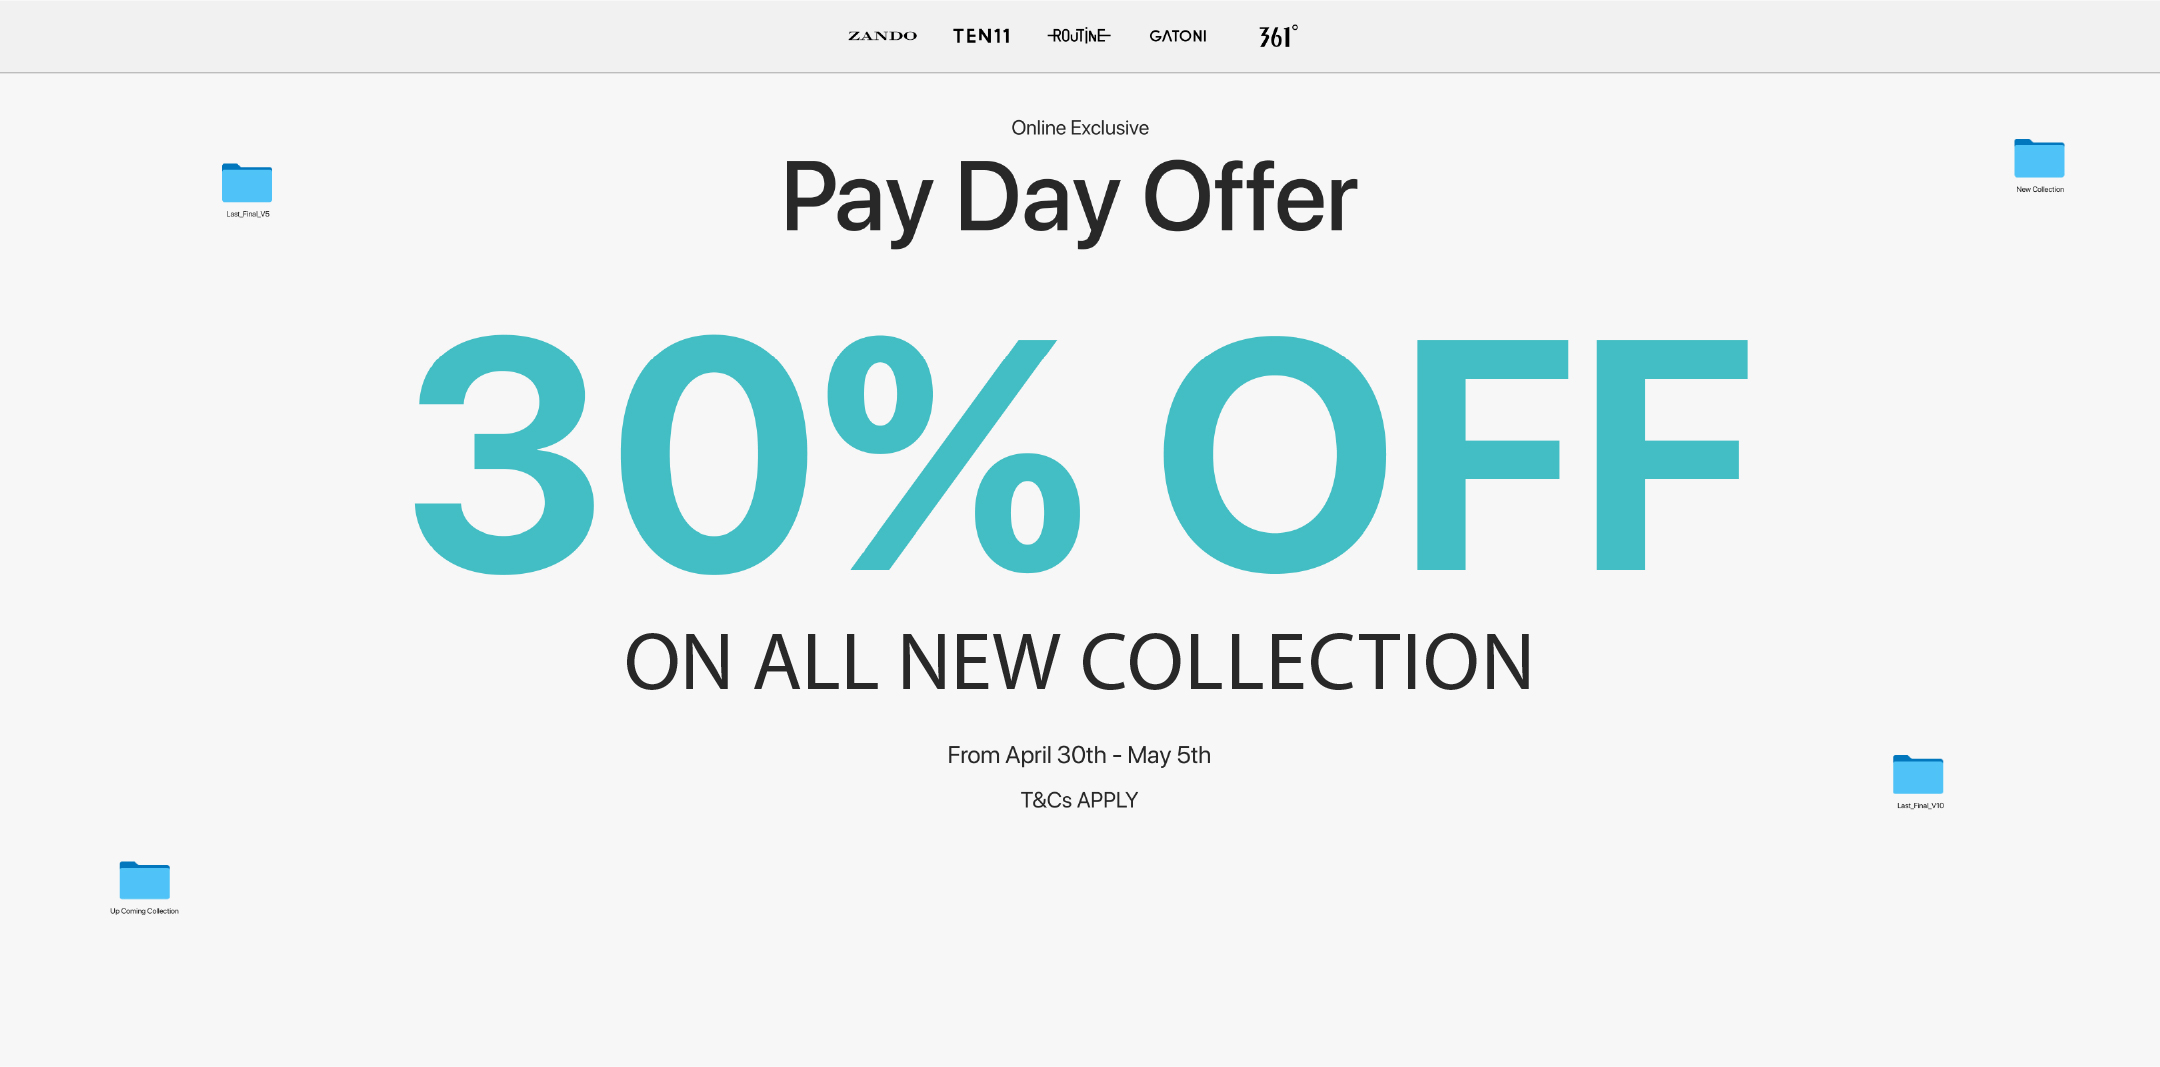 ZANDO TEN11 ROUTINE GATONI 361°
Online Exclusive
Pay Day Offer
Last_Final_V5
New Collection
30% OFF
ON ALL NEW COLLECTION
From April 30th - May 5th
T&Cs APPLY
Last_Final_V10
Up Coming Collection